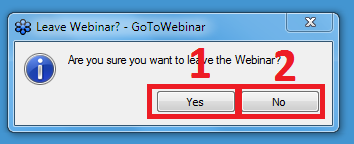 Leave Webinar? - GoToWebinar
Are you sure you want to leave the Webinar?
1 2
Yes No